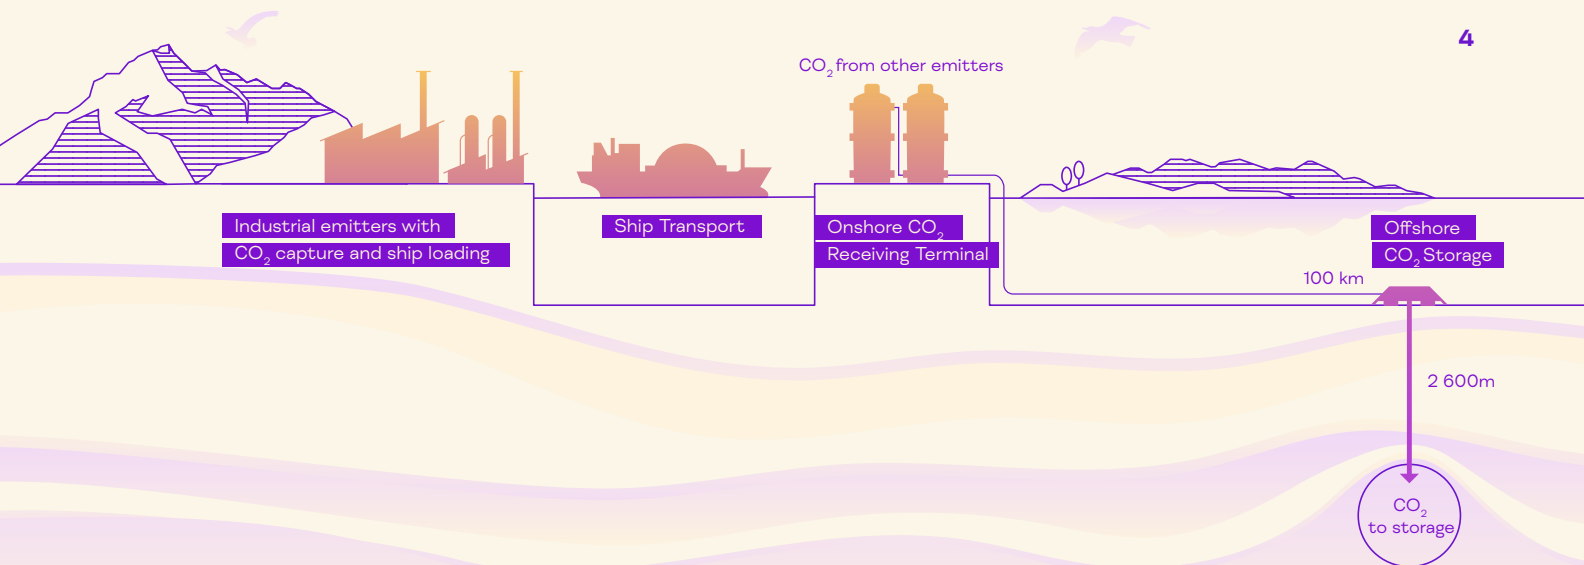 4
CO2 from other emitters
Industrial emitters with
CO2 capture and ship loading
Ship Transport
Onshore CO2
Receiving Terminal
Offshore
CO2 Storage
100 km
2 600m
CO2
to storage